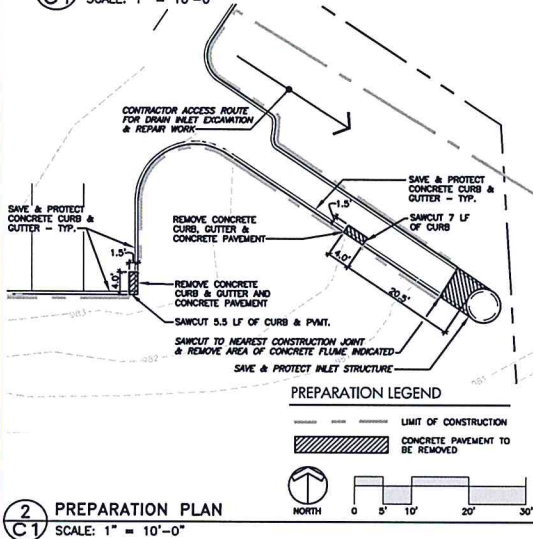 C1 SCALE: 1" = 10'-0"
CONTRACTOR ACCESS ROUTE
FOR DRAIN INLET EXCAVATION
& REPAIR WORK
SAVE & PROTECT
CONCRETE CURB &
GUTTER - TYP.
1.5'
4.0'
REMOVE CONCRETE
CURB, GUTTER &
CONCRETE PAVEMENT
SAVE & PROTECT
CONCRETE CURB &
GUTTER - TYP.
1.5'
SAWCUT 7 LF
OF CURB
4.0'
20.5'
REMOVE CONCRETE
CURB & GUTTER AND
CONCRETE PAVEMENT
SAWCUT 5.5 LF OF CURB & PVMT.
SAWCUT TO NEAREST CONSTRUCTION JOINT
& REMOVE AREA OF CONCRETE FLUME INDICATED
SAVE & PROTECT INLET STRUCTURE
983
982
981
PREPARATION LEGEND
LIMIT OF CONSTRUCTION
CONCRETE PAVEMENT TO
BE REMOVED
NORTH
0 5' 10' 20' 30'
2 PREPARATION PLAN
C1 SCALE: 1" = 10'-0"